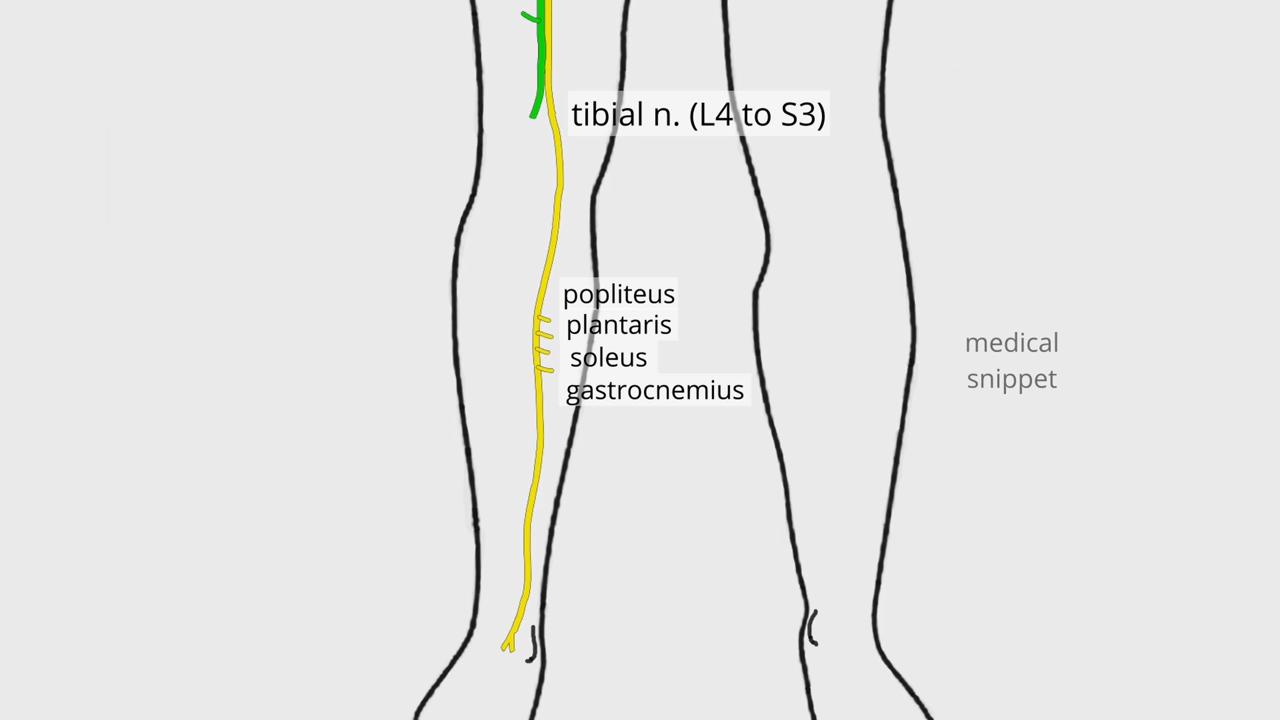 tibial n. (L4 to S3)
popliteus
plantaris
soleus
gastrocnemius
medical
snippet